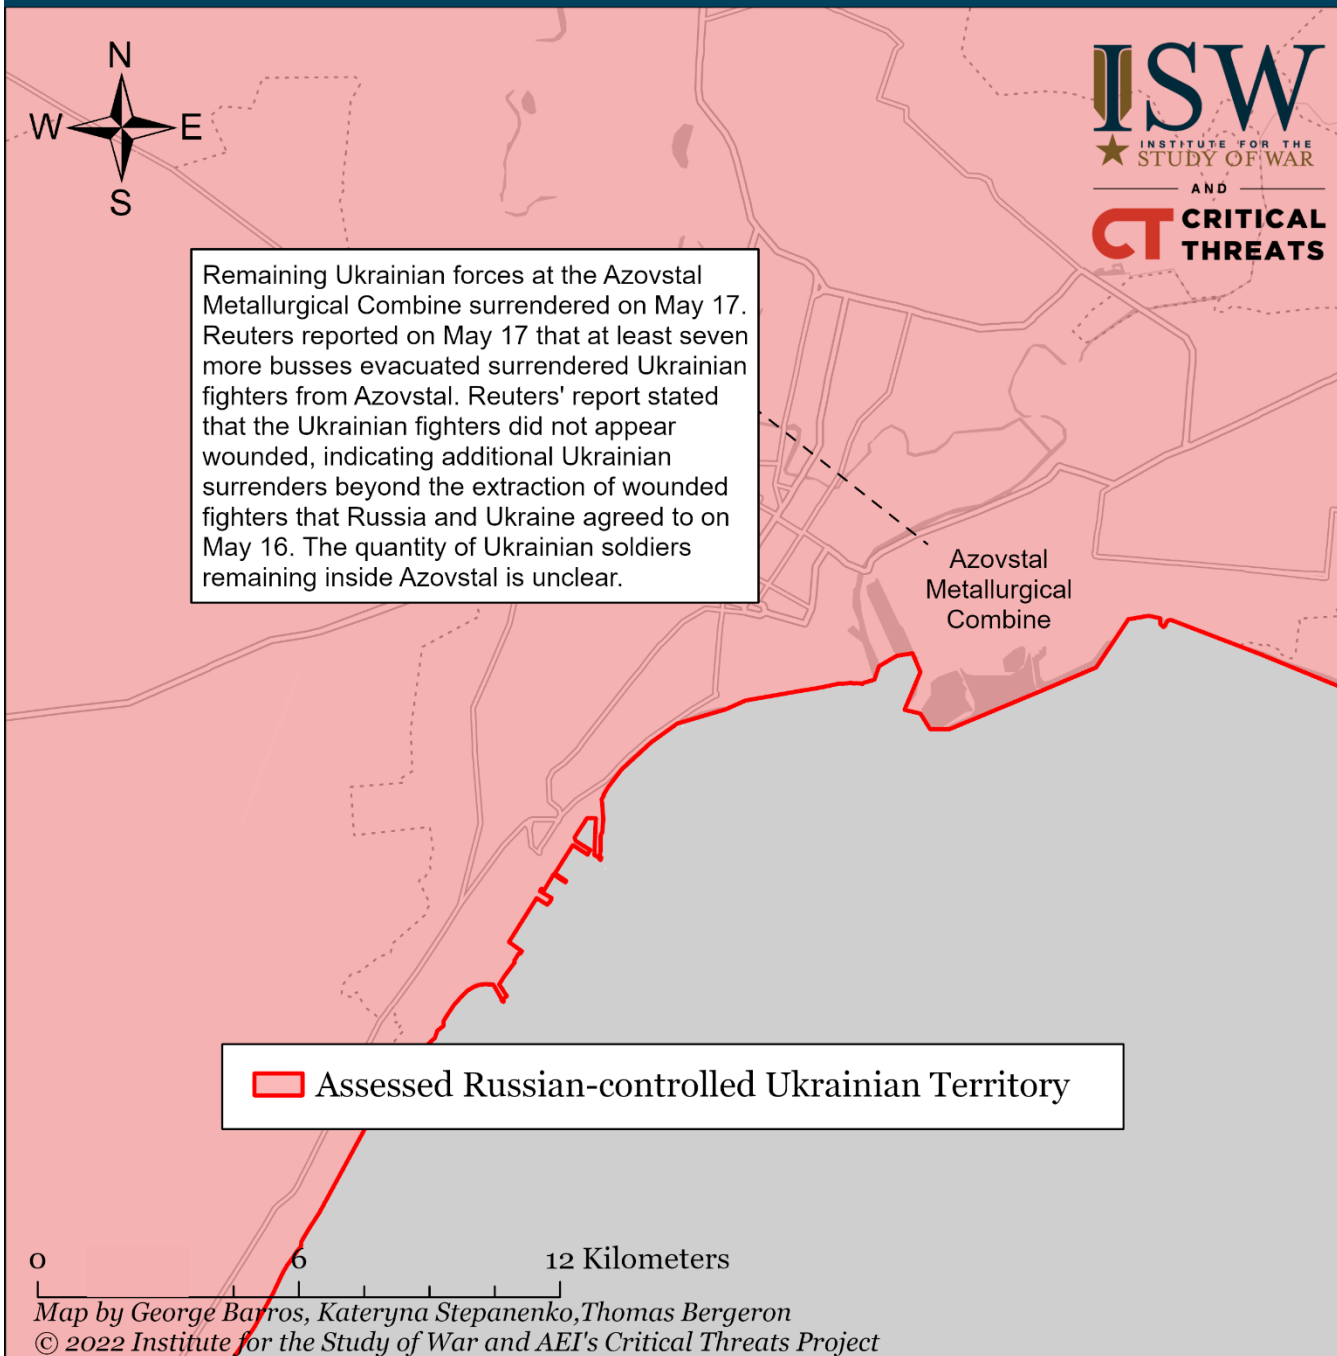 N
W E
S
ISW
INSTITUTE FOR THE
STUDY OF WAR
AND
CT CRITICAL
THREATS
Remaining Ukrainian forces at the Azovstal
Metallurgical Combine surrendered on May 17.
Reuters reported on May 17 that at least seven
more busses evacuated surrendered Ukrainian
fighters from Azovstal. Reuters' report stated
that the Ukrainian fighters did not appear
wounded, indicating additional Ukrainian
surrenders beyond the extraction of wounded
fighters that Russia and Ukraine agreed to on
May 16. The quantity of Ukrainian soldiers
remaining inside Azovstal is unclear.
Azovstal
Metallurgical
Combine
Assessed Russian-controlled Ukrainian Territory
0 6 12 Kilometers
Map by George Barros, Kateryna Stepanenko,Thomas Bergeron
© 2022 Institute for the Study of War and AEI's Critical Threats Project